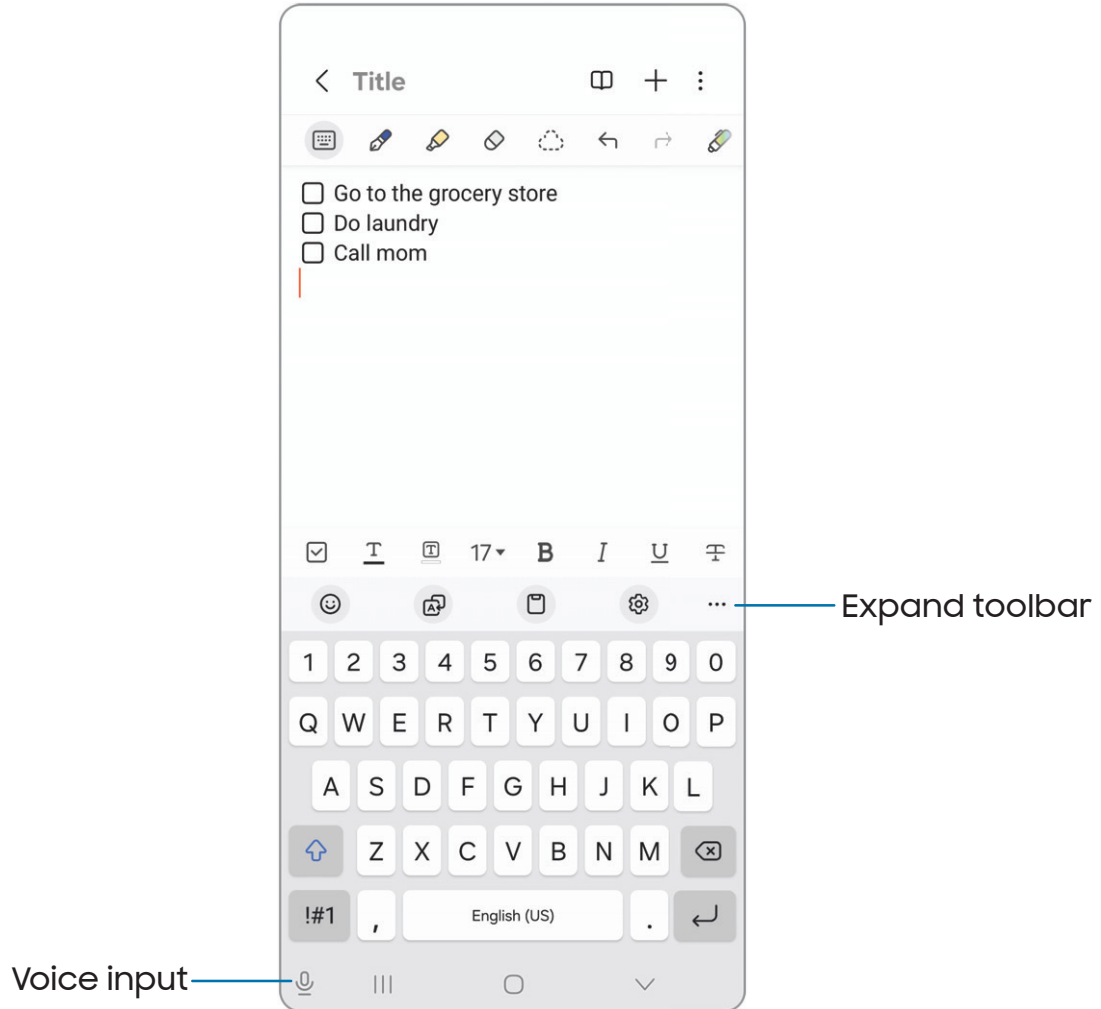 Title
Go to the grocery store
Do laundry
Call mom
T T 17 B I U T
A
Expand toolbar
1 2 3 4 5 6 7 8 9 0
Q W E R T Y U I O P
A S D F G H J K L
Z X C V B N M
!#1 , English (US) .
Voice input